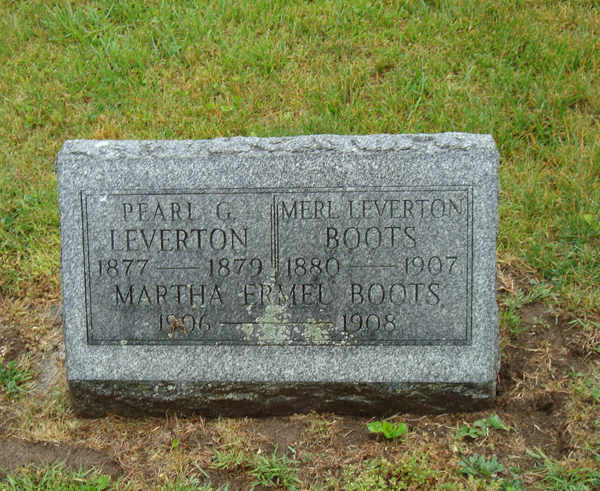 PEARL G.
LEVERTON
1877 — 1879
MERL LEVERTON
BOOTS
1880 — 1907
MARTHA ERMEL BOOTS
1906 — 1908